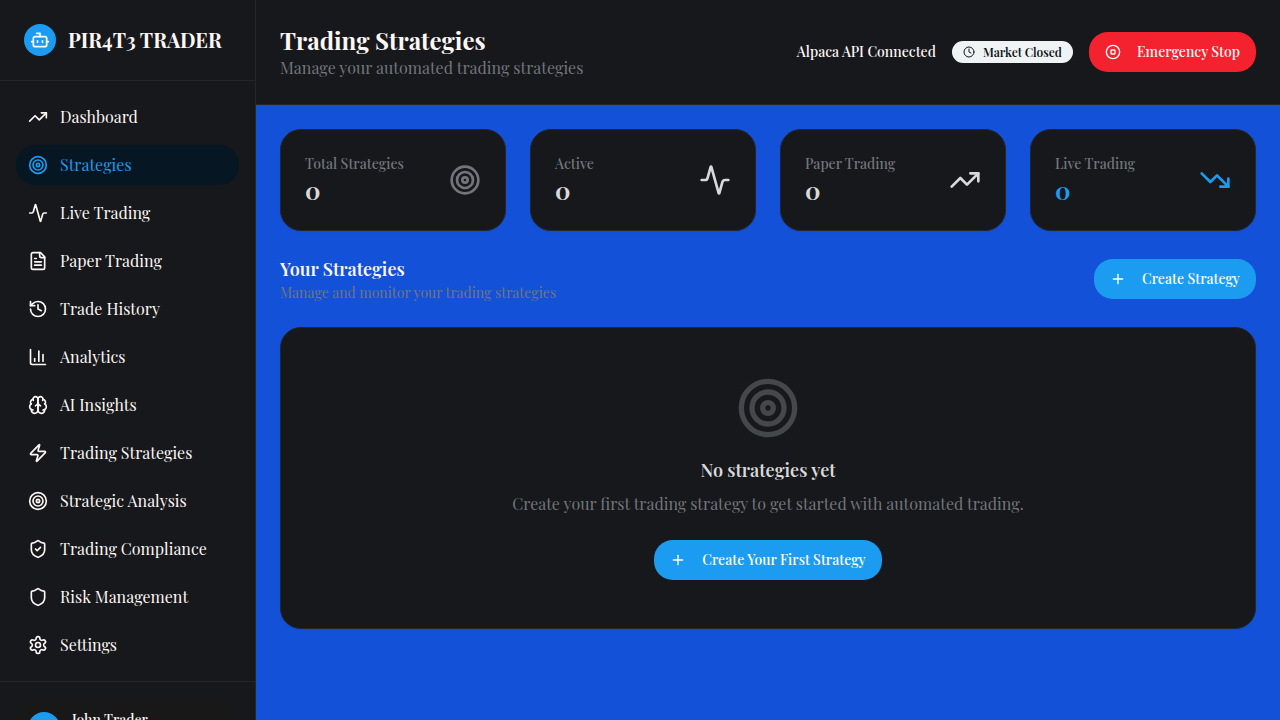 PIR4T3 TRADER
Dashboard
Strategies
Live Trading
Paper Trading
Trade History
Analytics
AI Insights
Trading Strategies
Strategic Analysis
Trading Compliance
Risk Management
Settings
John Trader
Trading Strategies
Manage your automated trading strategies
Alpaca API Connected
Market Closed
Emergency Stop
Total Strategies
0
Active
0
Paper Trading
0
Live Trading
0
Your Strategies
Manage and monitor your trading strategies
Create Strategy
No strategies yet
Create your first trading strategy to get started with automated trading.
Create Your First Strategy